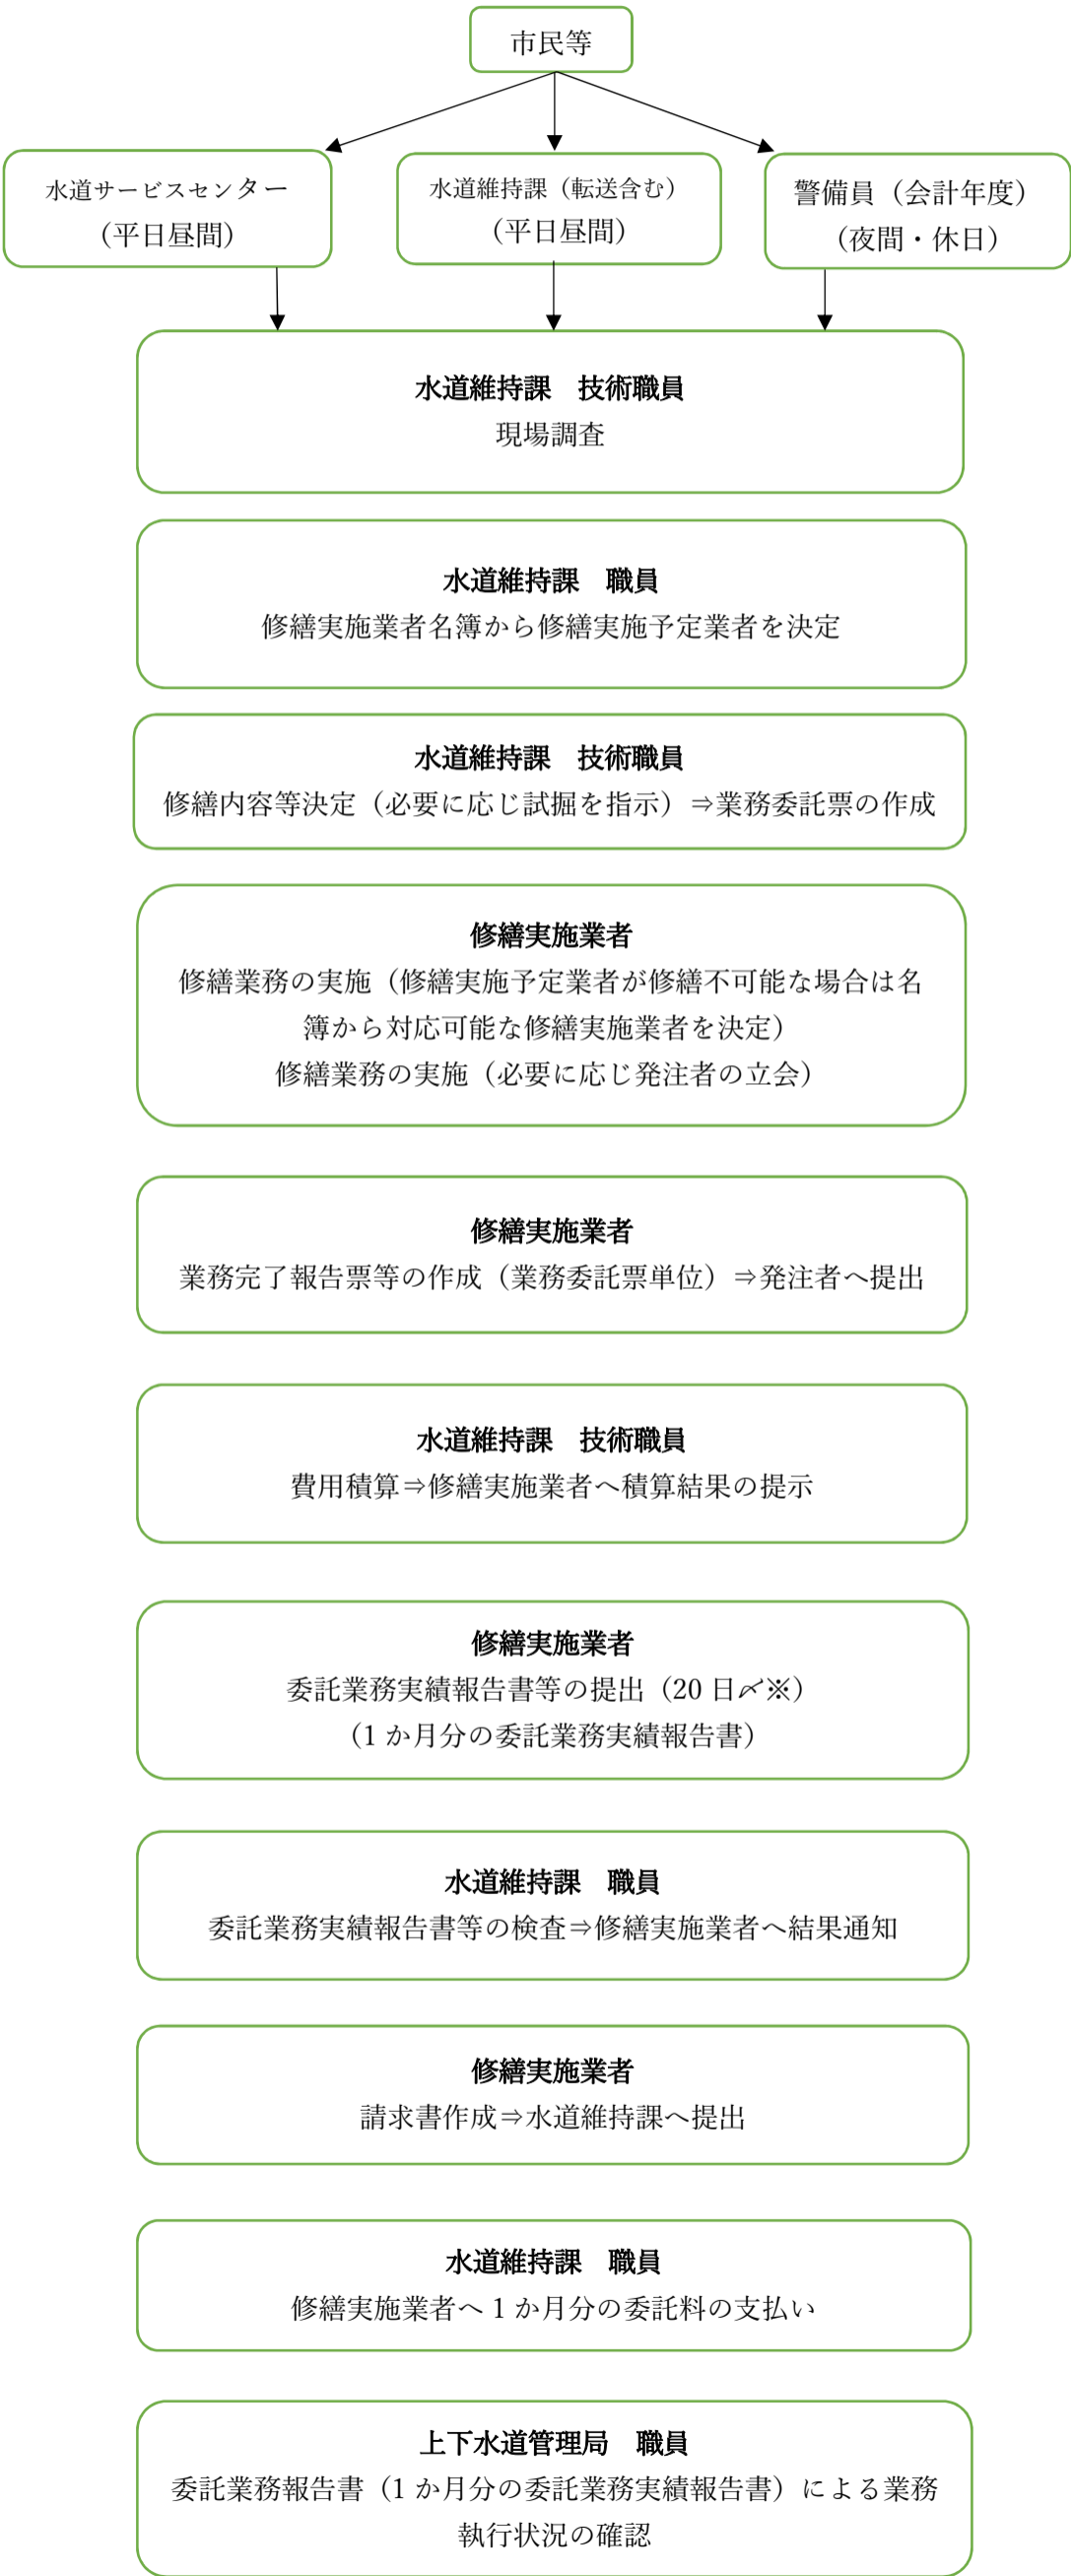 市民等
水道サービスセンター
（平日昼間）
水道維持課（転送含む）
（平日昼間）
警備員（会計年度）
（夜間・休日）
水道維持課　技術職員
現場調査
水道維持課　職員
修繕実施業者名簿から修繕実施予定業者を決定
水道維持課　技術職員
修繕内容等決定（必要に応じ試掘を指示）⇒業務委託票の作成
修繕実施業者
修繕業務の実施（修繕実施予定業者が修繕不可能な場合は名
簿から対応可能な修繕実施業者を決定）
修繕業務の実施（必要に応じ発注者の立会）
修繕実施業者
業務完了報告票等の作成（業務委託票単位）⇒発注者へ提出
水道維持課　技術職員
費用積算⇒修繕実施業者へ積算結果の提示
修繕実施業者
委託業務実績報告書等の提出（20 日〆※）
（1 か月分の委託業務実績報告書）
水道維持課　職員
委託業務実績報告書等の検査⇒修繕実施業者へ結果通知
修繕実施業者
請求書作成⇒水道維持課へ提出
水道維持課　職員
修繕実施業者へ 1 か月分の委託料の支払い
上下水道管理局　職員
委託業務報告書（1 か月分の委託業務実績報告書）による業務
執行状況の確認